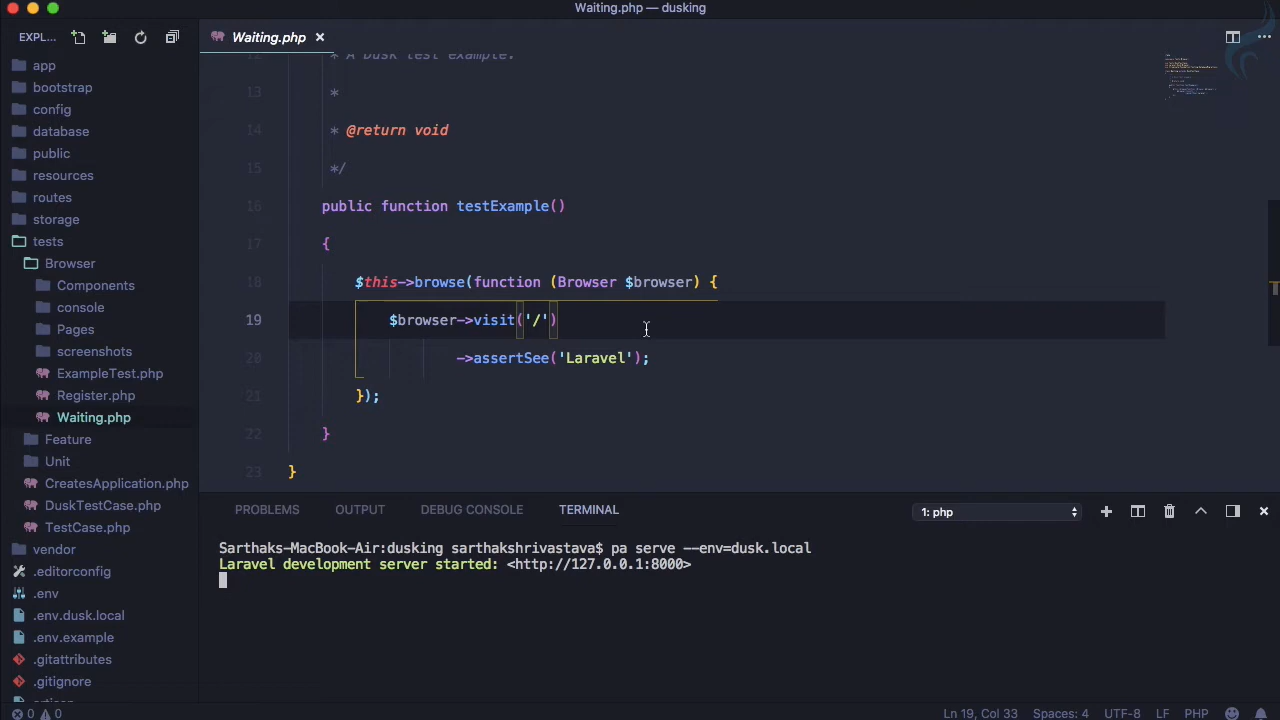 Waiting.php — dusking
EXPL...
Waiting.php
app
bootstrap
config
database
public
resources
routes
storage
tests
Browser
Components
console
Pages
screenshots
ExampleTest.php
Register.php
Waiting.php
Feature
Unit
CreatesApplication.php
DuskTestCase.php
TestCase.php
vendor
.editorconfig
.env
.env.dusk.local
.env.example
.gitattributes
.gitignore
artisan
12 * A Dusk test example.
13 *
14 * @return void
15 */
16 public function testExample()
17 {
18 $this->browse(function (Browser $browser) {
19 $browser->visit('/')
20 ->assertSee('Laravel');
21 });
22 }
23 }
PROBLEMS OUTPUT DEBUG CONSOLE TERMINAL 1: php
Sarthaks-MacBook-Air:dusking sarthakshrivastava$ pa serve --env=dusk.local
Laravel development server started: <http://127.0.0.1:8000>
0 0 Ln 19, Col 33 Spaces: 4 UTF-8 LF PHP